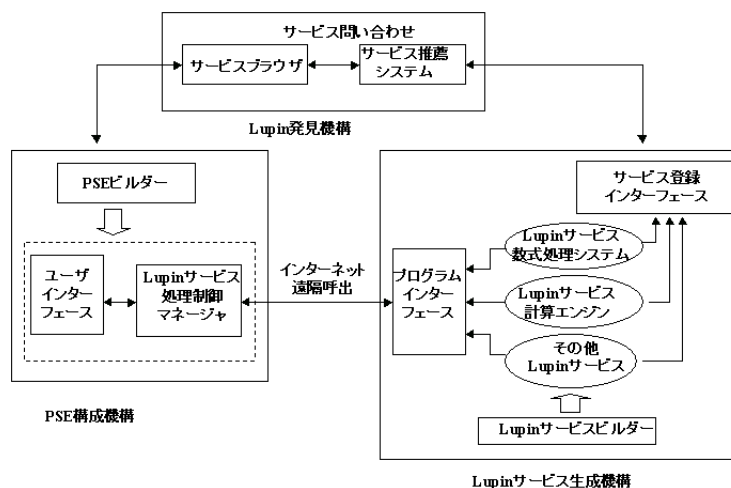 サービス問い合わせ
サービスブラウザ
サービス推薦
システム
Lupin発見機構
PSEビルダー
ユーザ
インター
フェース
Lupinサービス
処理制御
マネージャ
PSE構成機構
インターネット
遠隔呼出
サービス登録
インターフェース
プログラム
インター
フェース
Lupinサービス
数式処理システム
Lupinサービス
計算エンジン
その他
Lupinサービス
Lupinサービスビルダー
Lupinサービス生成機構